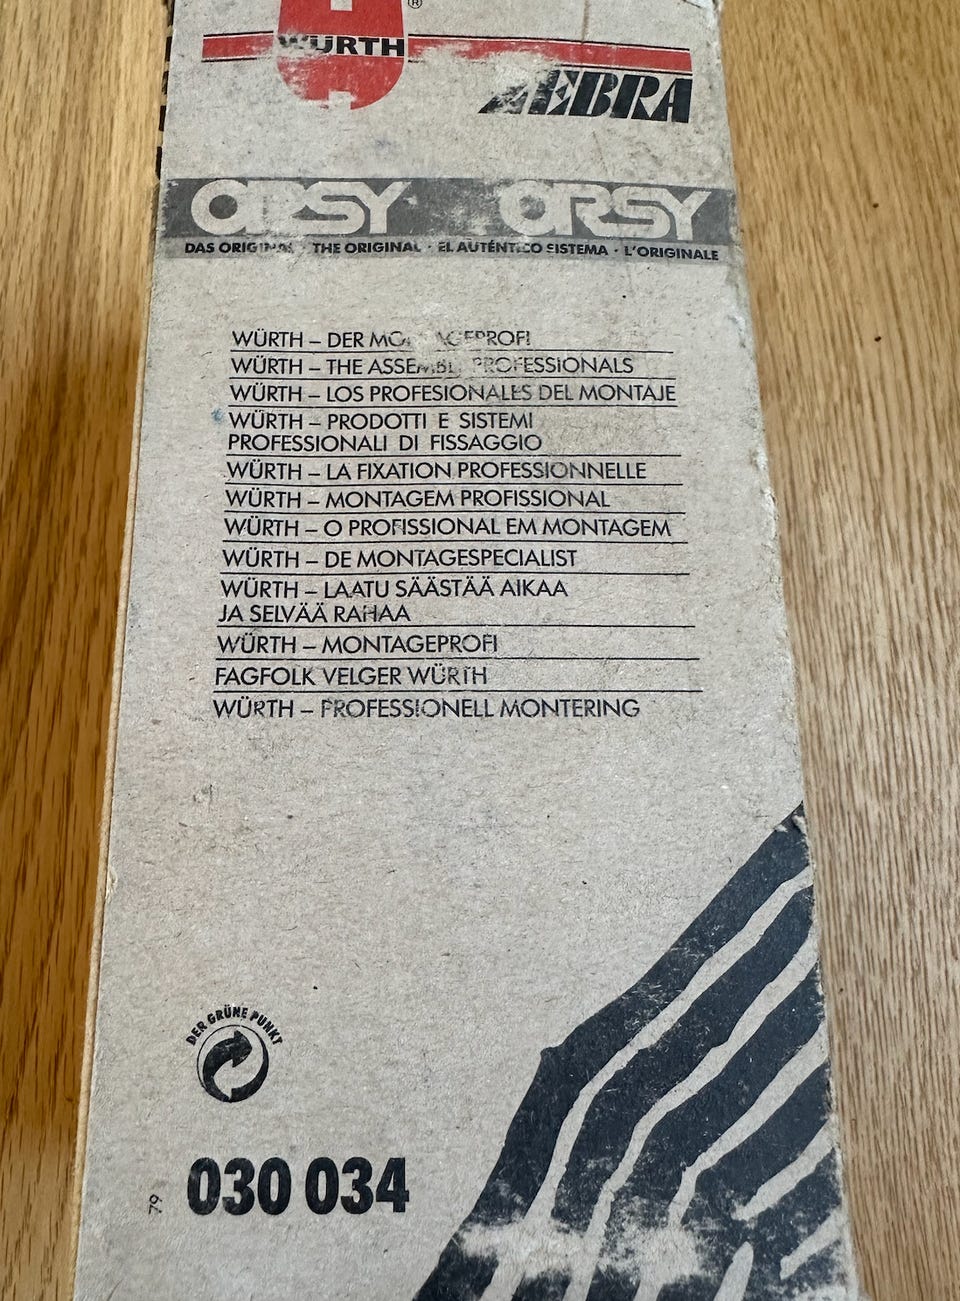 ®
WÜRTH
ZEBRA
ORSY ORSY
DAS ORIGINAL · THE ORIGINAL · EL AUTÉNTICO SISTEMA · L'ORIGINALE
WÜRTH – DER MONTAGEPROFI
WÜRTH – THE ASSEMBLY PROFESSIONALS
WÜRTH – LOS PROFESIONALES DEL MONTAJE
WÜRTH – PRODOTTI E SISTEMI
PROFESSIONALI DI FISSAGGIO
WÜRTH – LA FIXATION PROFESSIONNELLE
WÜRTH – MONTAGEM PROFISSIONAL
WÜRTH – O PROFISSIONAL EM MONTAGEM
WÜRTH – DE MONTAGESPECIALIST
WÜRTH – LAATU SÄÄSTÄÄ AIKAA
JA SELVÄÄ RAHAA
WÜRTH – MONTAGEPROFI
FAGFOLK VELGER WÜRTH
WÜRTH – PROFESSIONELL MONTERING
DER GRÜNE PUNKT
79 030 034